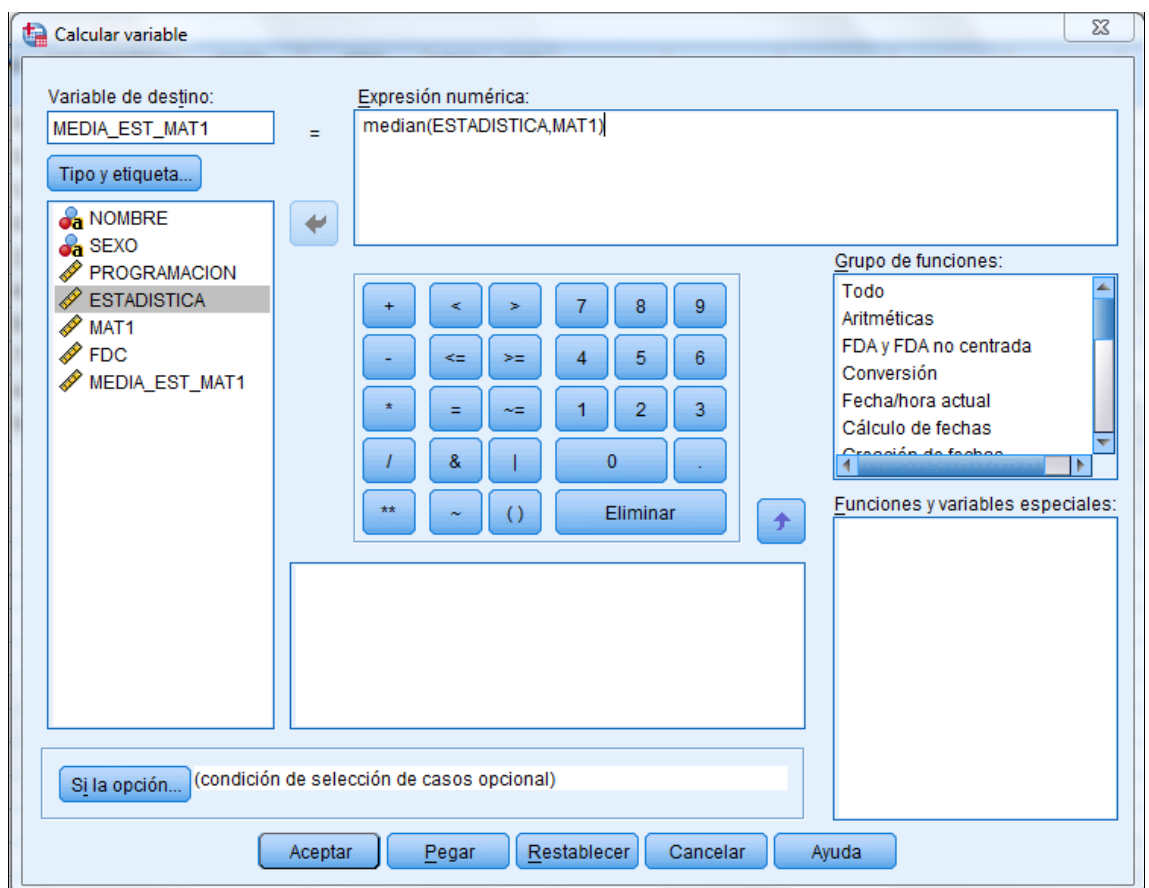 Calcular variable
Variable de destino:
MEDIA_EST_MAT1
=
Expresión numérica:
median(ESTADISTICA,MAT1)
Tipo y etiqueta...
NOMBRE
SEXO
PROGRAMACION
ESTADISTICA
MAT1
FDC
MEDIA_EST_MAT1
+ < > 7 8 9
- <= >= 4 5 6
* = ~= 1 2 3
/ & | 0 .
** ~ ( ) Eliminar
Grupo de funciones:
Todo
Aritméticas
FDA y FDA no centrada
Conversión
Fecha/hora actual
Cálculo de fechas
Creación de fechas
Funciones y variables especiales:
Si la opción... (condición de selección de casos opcional)
Aceptar Pegar Restablecer Cancelar Ayuda